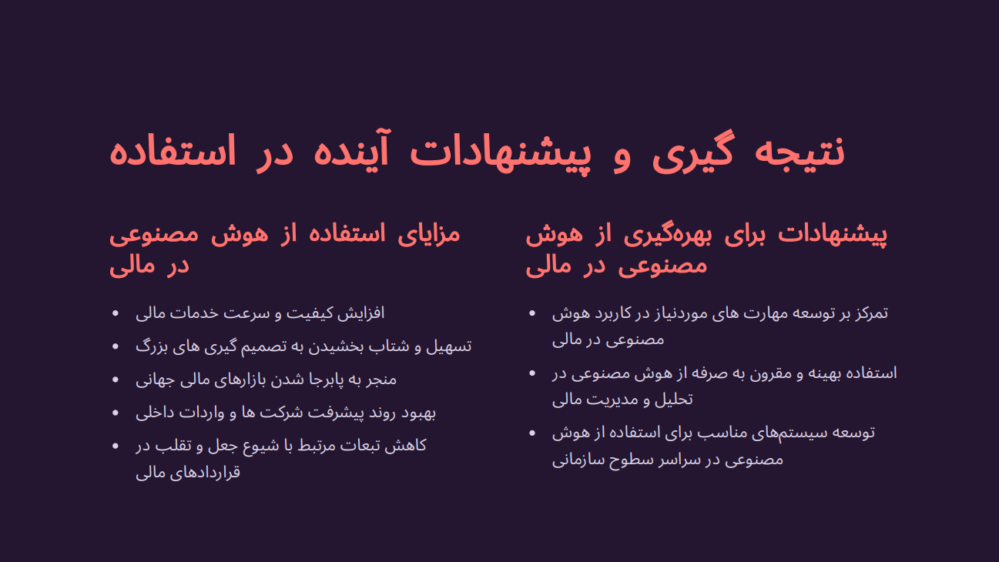 نتیجه گیری و پیشنهادات آینده در استفاده
پیشنهادات برای بهره‌گیری از هوش
مصنوعی در مالی
• تمرکز بر توسعه مهارت های موردنیاز در کاربرد هوش
مصنوعی در مالی
• استفاده بهینه و مقرون به صرفه از هوش مصنوعی در
تحلیل و مدیریت مالی
• توسعه سیستم‌های مناسب برای استفاده از هوش
مصنوعی در سراسر سطوح سازمانی
مزایای استفاده از هوش مصنوعی
در مالی
• افزایش کیفیت و سرعت خدمات مالی
• تسهیل و شتاب بخشیدن به تصمیم گیری های بزرگ
• منجر به پابرجا شدن بازارهای مالی جهانی
• بهبود روند پیشرفت شرکت ها و واردات داخلی
• کاهش تبعات مرتبط با شیوع جعل و تقلب در
قراردادهای مالی